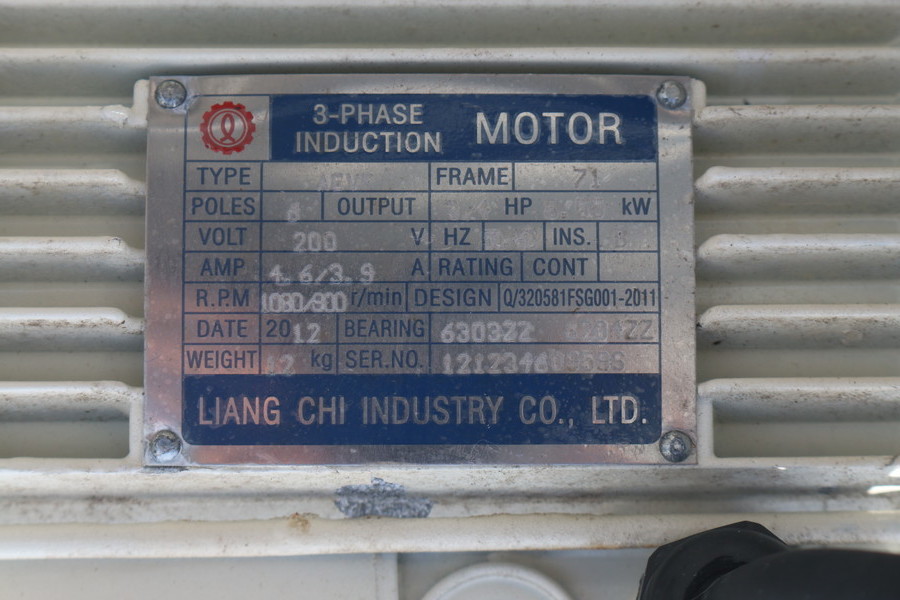 3-PHASE
INDUCTION MOTOR
TYPE FRAME 71
POLES 6 OUTPUT HP kW
VOLT 200 V HZ INS.
AMP 4.6/3.9 A RATING CONT
R.P.M 1080/900 r/min DESIGN Q/320581FSG001-2011
DATE 2012 BEARING 6303ZZ
WEIGHT 12 kg SER.NO.
LIANG CHI INDUSTRY CO., LTD.